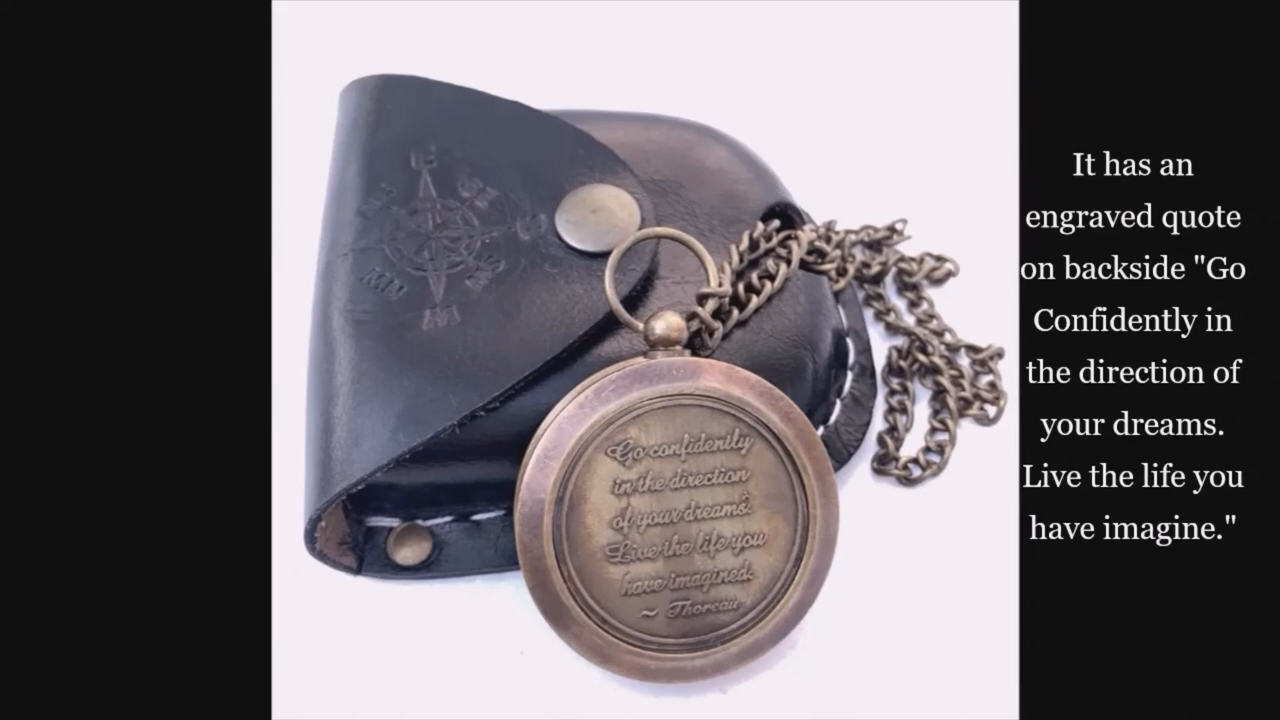 Go confidently
in the direction
of your dreams.
Live the life you
have imagined.
~ Thoreau
It has an
engraved quote
on backside "Go
Confidently in
the direction of
your dreams.
Live the life you
have imagine."